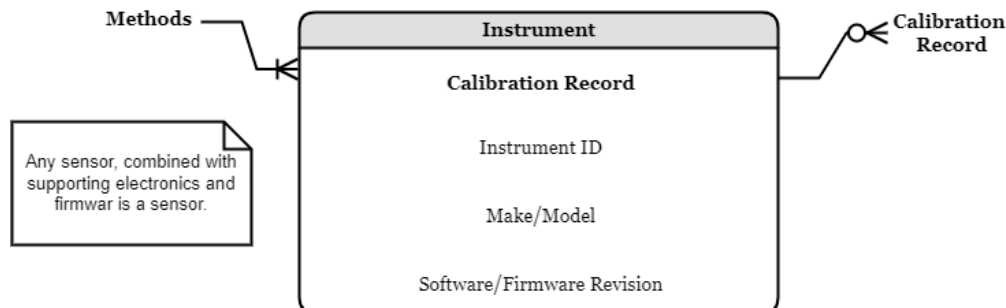 Methods
Instrument
Calibration
Record
Calibration Record
Instrument ID
Any sensor, combined with
supporting electronics and
firmwar is a sensor.
Make/Model
Software/Firmware Revision